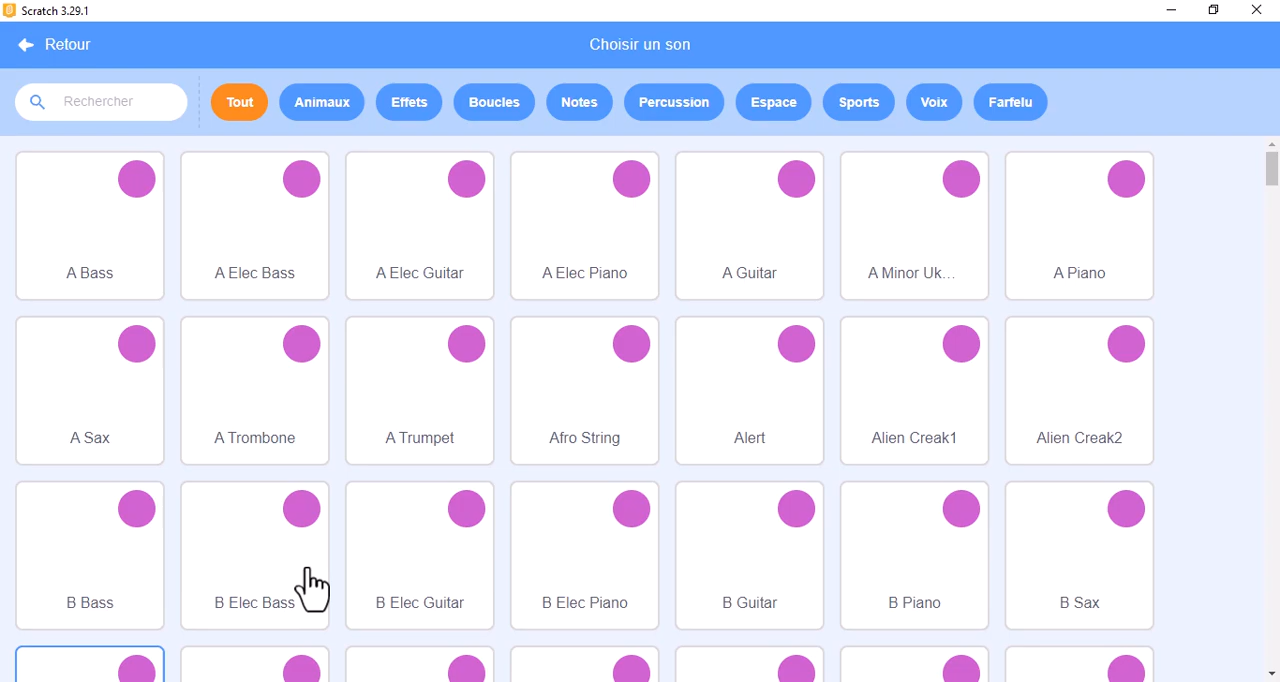 Scratch 3.29.1
Retour
Choisir un son
Rechercher
Tout
Animaux
Effets
Boucles
Notes
Percussion
Espace
Sports
Voix
Farfelu
A Bass
A Elec Bass
A Elec Guitar
A Elec Piano
A Guitar
A Minor Uk...
A Piano
A Sax
A Trombone
A Trumpet
Afro String
Alert
Alien Creak1
Alien Creak2
B Bass
B Elec Bass
B Elec Guitar
B Elec Piano
B Guitar
B Piano
B Sax